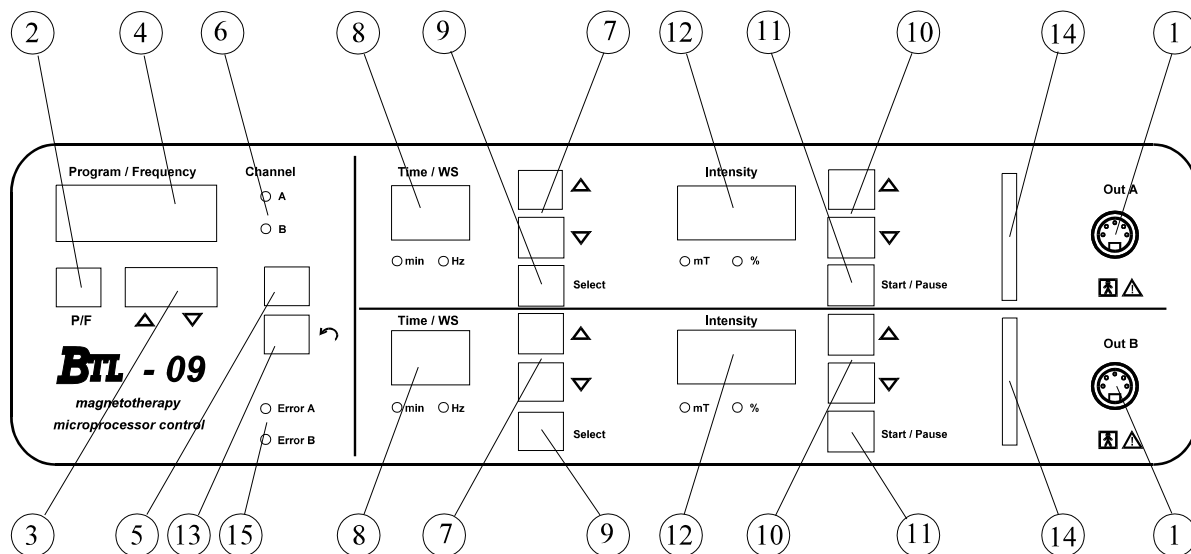 2 4 6 8 9 7 12 11 10 14 1
Program / Frequency Channel Time / WS Intensity
A
B
Out A
min Hz mT %
Select Start / Pause
P/F
Time / WS Intensity
BTL - 09
Out B
magnetotherapy
microprocessor control
Error A
Error B
min Hz mT %
Select Start / Pause
3 5 13 15 8 7 9 12 10 11 14 1